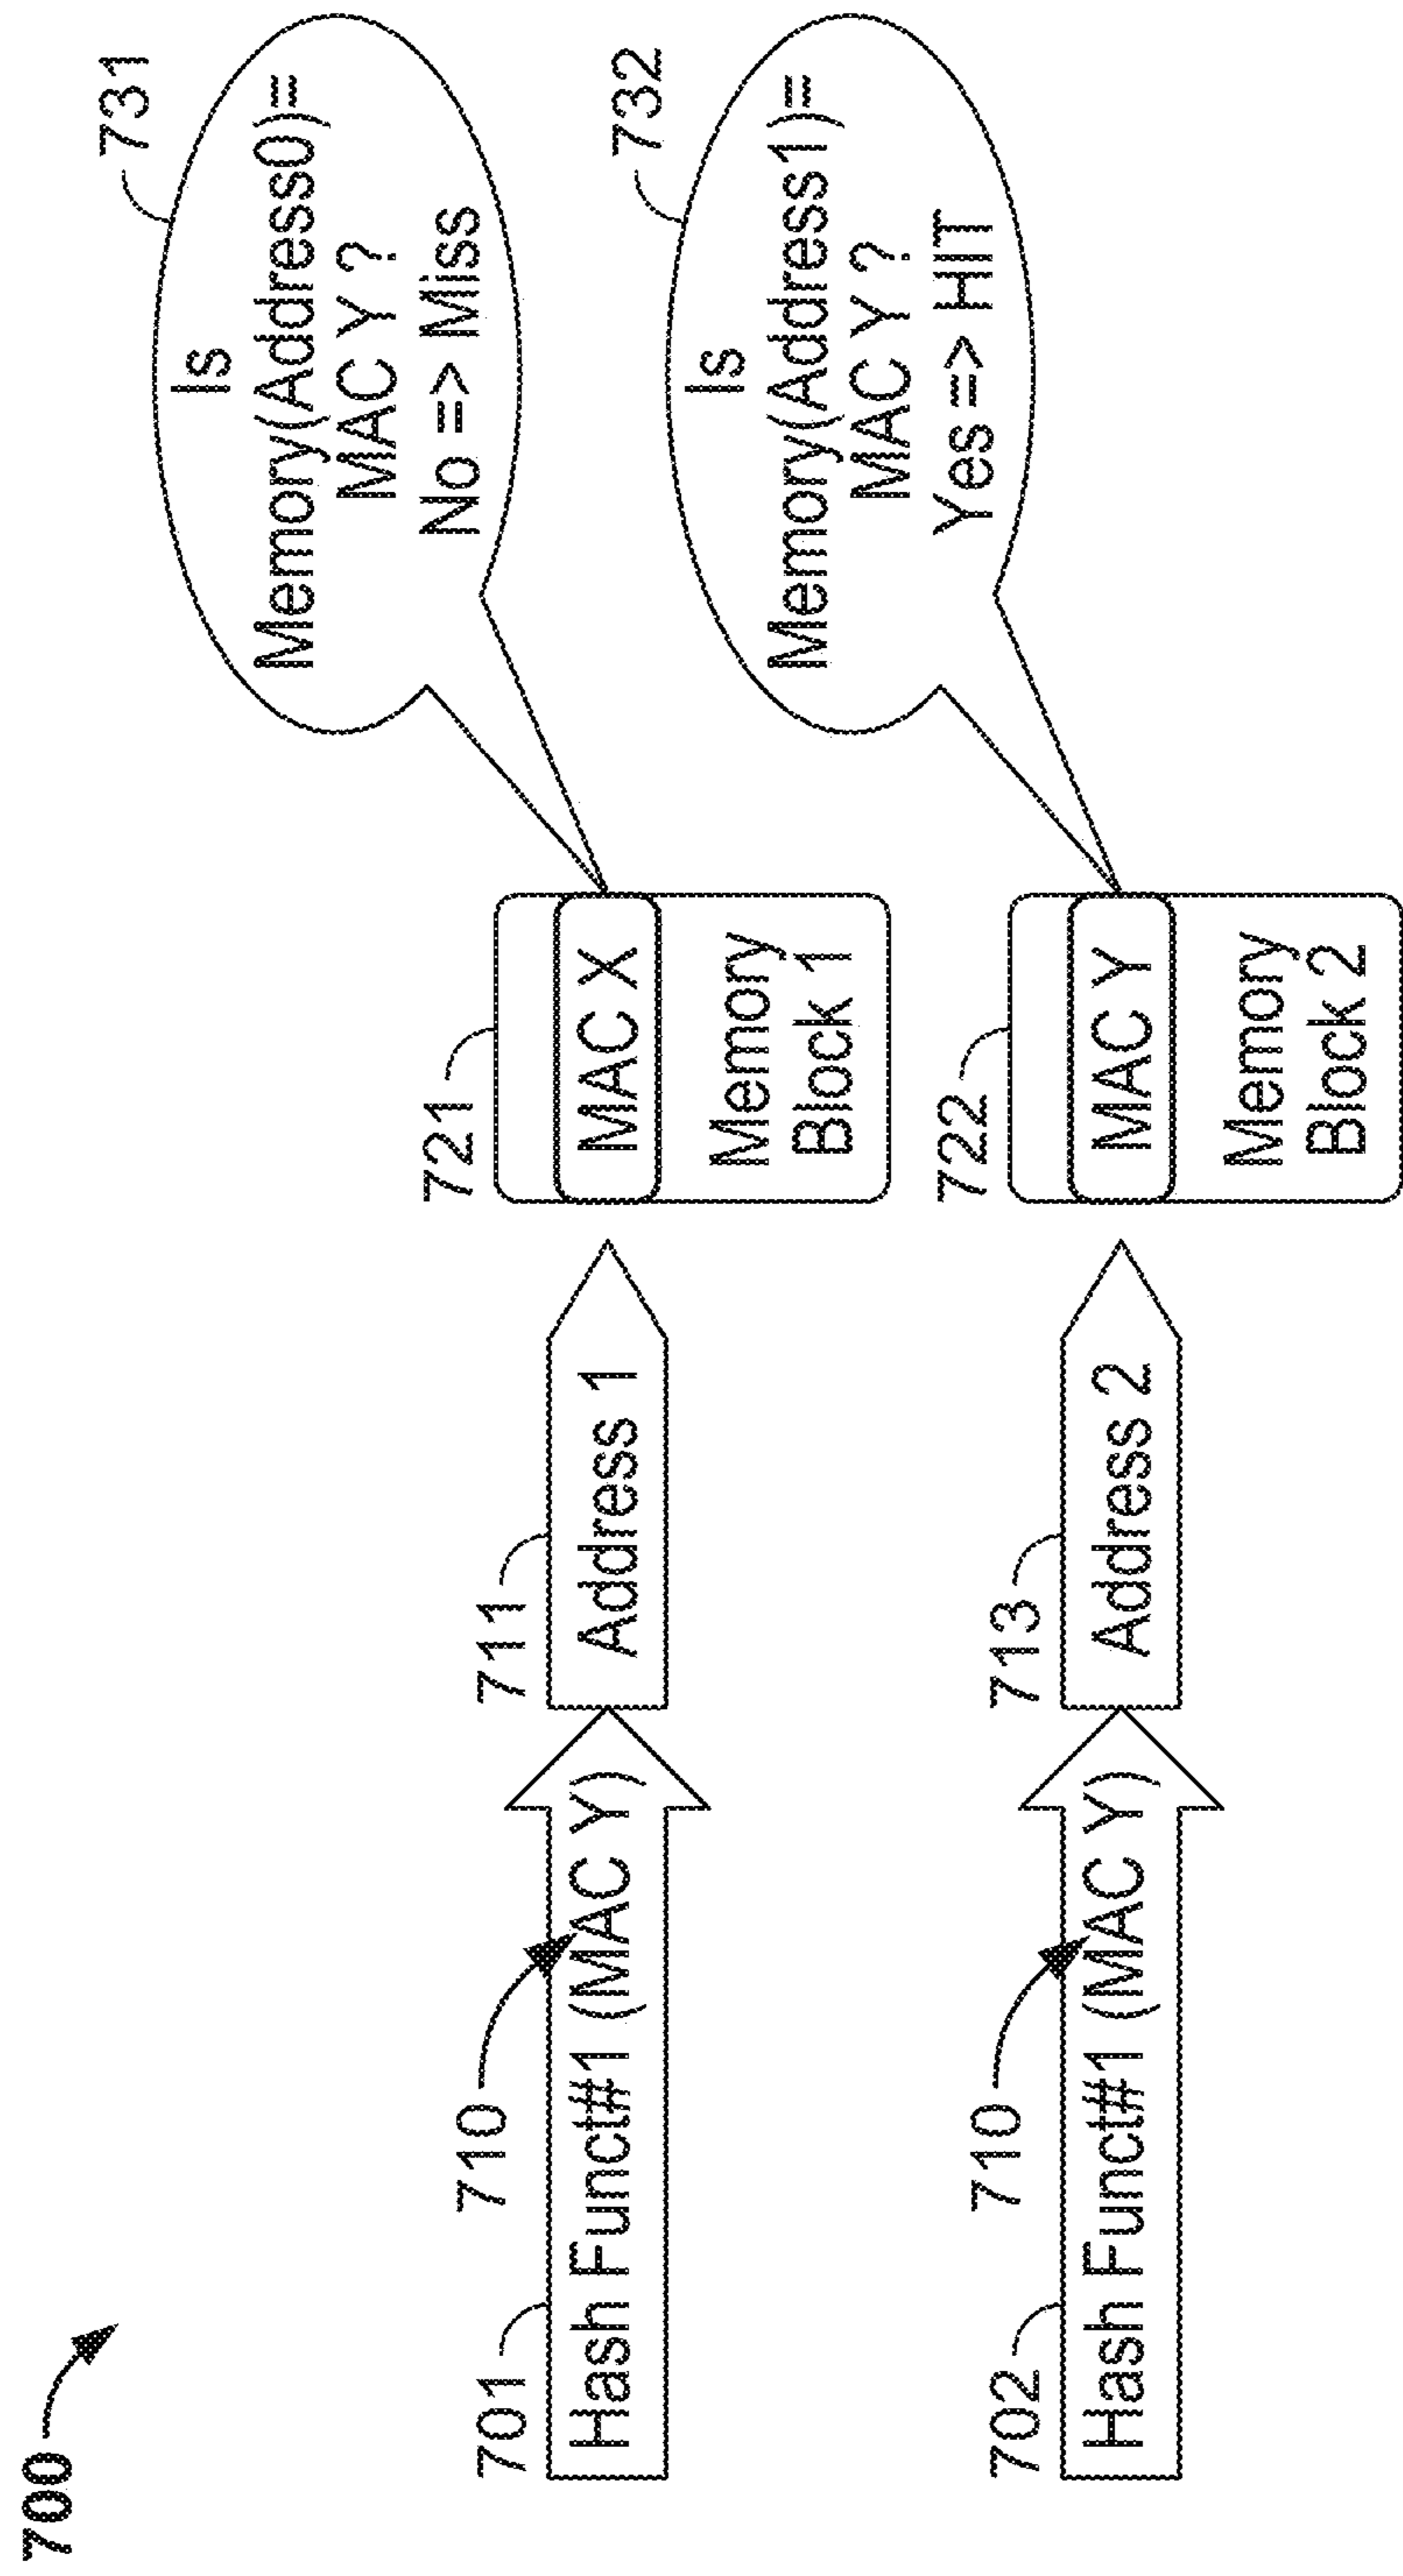 700
701
Hash Funct#1 (MAC Y)
710
711
Address 1
721
MAC X
Memory
Block 1
731
Is
Memory(Address0)=
MAC Y ?
No => Miss
702
Hash Funct#1 (MAC Y)
710
713
Address 2
722
MAC Y
Memory
Block 2
732
Is
Memory(Address1)=
MAC Y ?
Yes => HIT